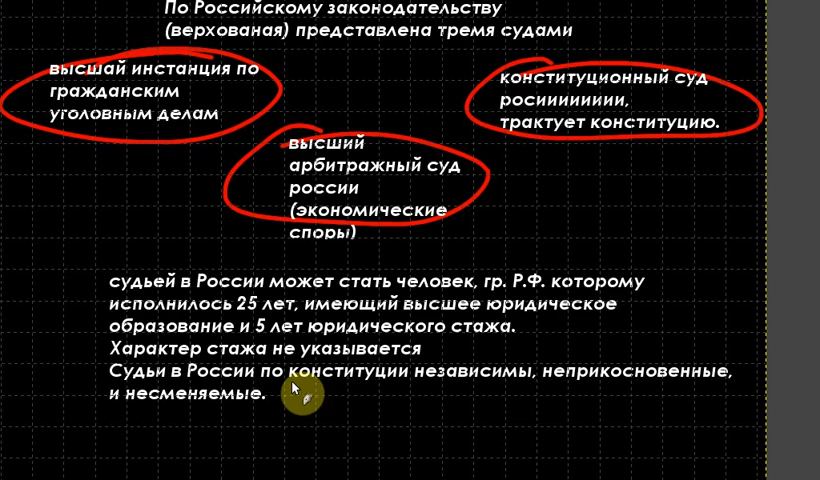 По Российскому законодательству
(верхованая) представлена тремя судами
высшай инстанция по
гражданским
уголовным делам
конституционный суд
росииииииии,
трактует конституцию.
высший
арбитражный суд
россии
(экономические
споры)
судьей в России может стать человек, гр. Р.Ф. которому
исполнилось 25 лет, имеющий высшее юридическое
образование и 5 лет юридического стажа.
Характер стажа не указывается
Судьи в России по конституции независимы, неприкосновенные,
и несменяемые.